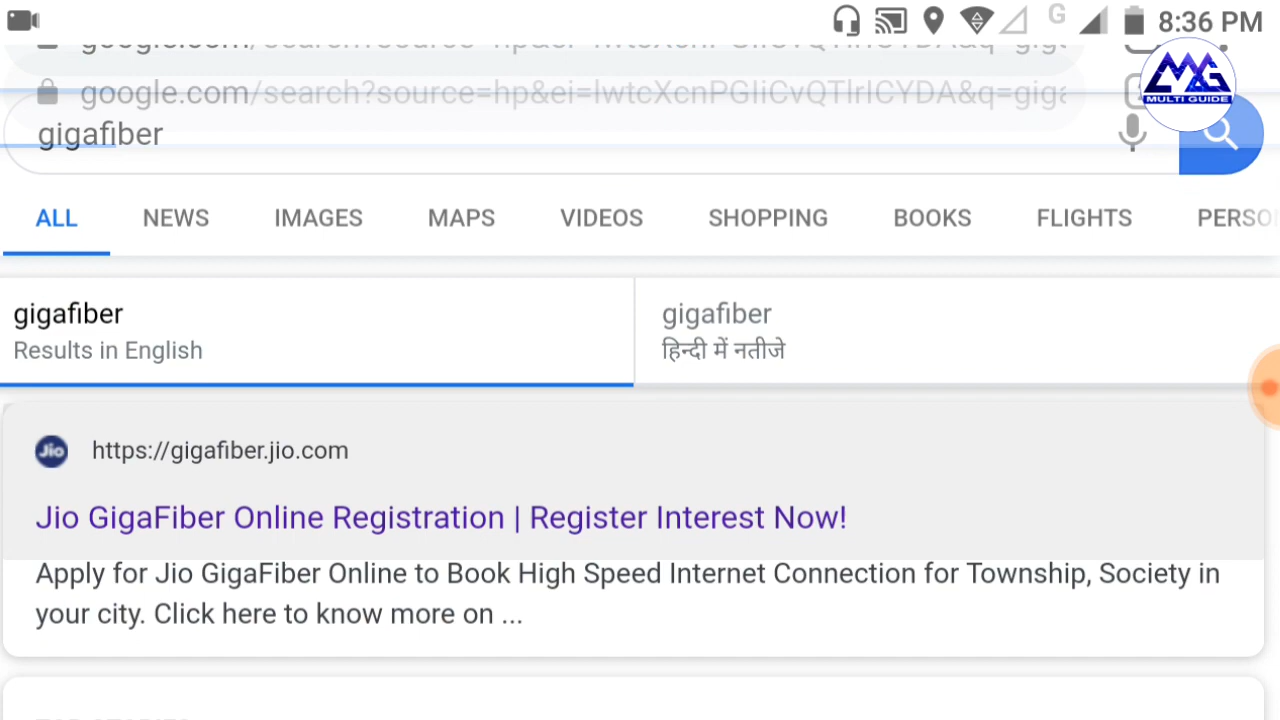 G 8:36 PM
google.com/search?source=hp&ei=
MG
MULTI GUIDE
gigafiber
ALL NEWS IMAGES MAPS VIDEOS SHOPPING BOOKS FLIGHTS
gigafiber
Results in English
gigafiber
हिन्दी में नतीजे
Jio
https://gigafiber.jio.com
Jio GigaFiber Online Registration | Register Interest Now!
Apply for Jio GigaFiber Online to Book High Speed Internet Connection for Township, Society in
your city. Click here to know more on ...